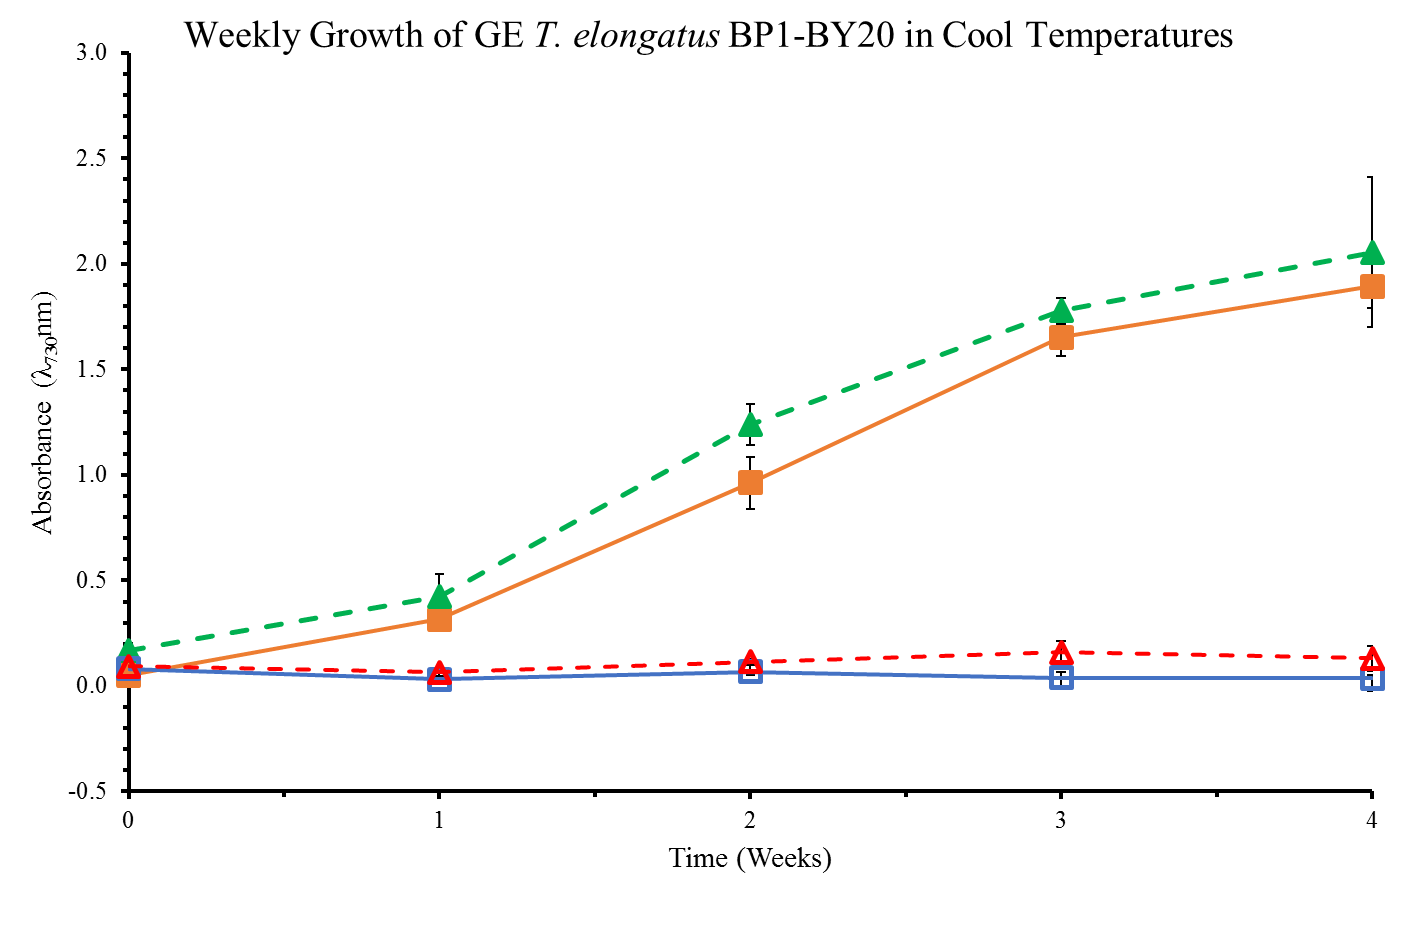 Weekly Growth of GE T. elongatus BP1-BY20 in Cool Temperatures
3.0
2.5
2.0
1.5
1.0
0.5
0.0
-0.5
Absorbance (λ730nm)
0 1 2 3 4
Time (Weeks)